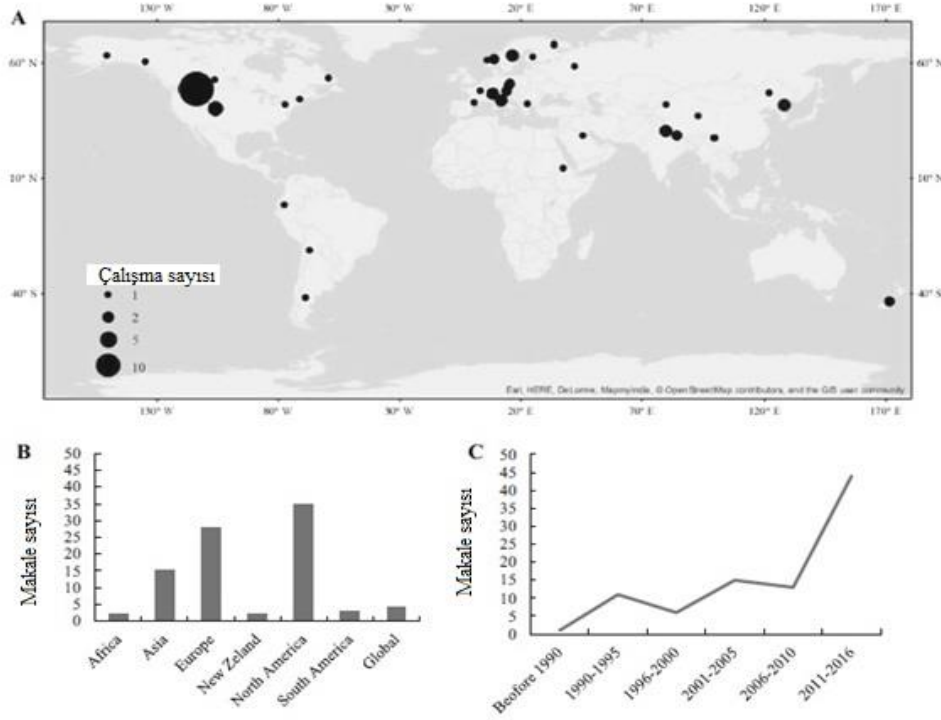 A
130° W 80° W 30° W 20° E 70° E 120° E 170° E
60° N 60° N
10° N 10° N
Çalışma sayısı
1
40° S 40° S
2
5
10
Esri, HERE, DeLorme, MapmyIndia, © OpenStreetMap contributors, and the GIS user community
130° W 80° W 30° W 20° E 70° E 120° E 170° E
B
Makale sayısı
50
45
40
35
30
25
20
15
10
5
0
Africa
Asia
Europe
New Zeland
North America
South America
Global
C
Makale sayısı
50
45
40
35
30
25
20
15
10
5
0
Beofore 1990
1990-1995
1996-2000
2001-2005
2006-2010
2011-2016